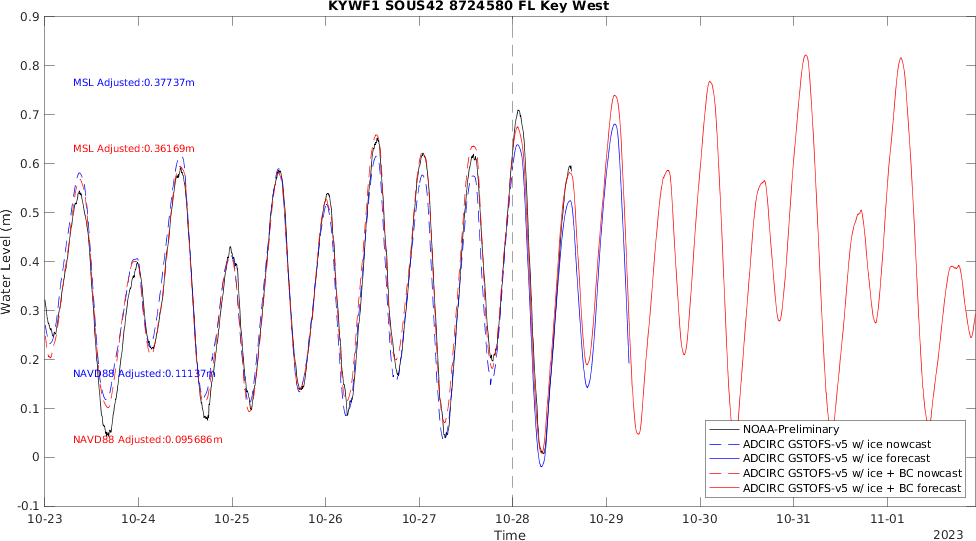 KYWF1 SOUS42 8724580 FL Key West
0.9
0.8
0.7
0.6
0.5
0.4
0.3
0.2
0.1
0
-0.1
Water Level (m)
MSL Adjusted:0.37737m
MSL Adjusted:0.36169m
NAVD88 Adjusted:0.11137m
NAVD88 Adjusted:0.095686m
NOAA-Preliminary
ADCIRC GSTOFS-v5 w/ ice nowcast
ADCIRC GSTOFS-v5 w/ ice forecast
ADCIRC GSTOFS-v5 w/ ice + BC nowcast
ADCIRC GSTOFS-v5 w/ ice + BC forecast
10-23 10-24 10-25 10-26 10-27 10-28 10-29 10-30 10-31 11-01
Time
2023